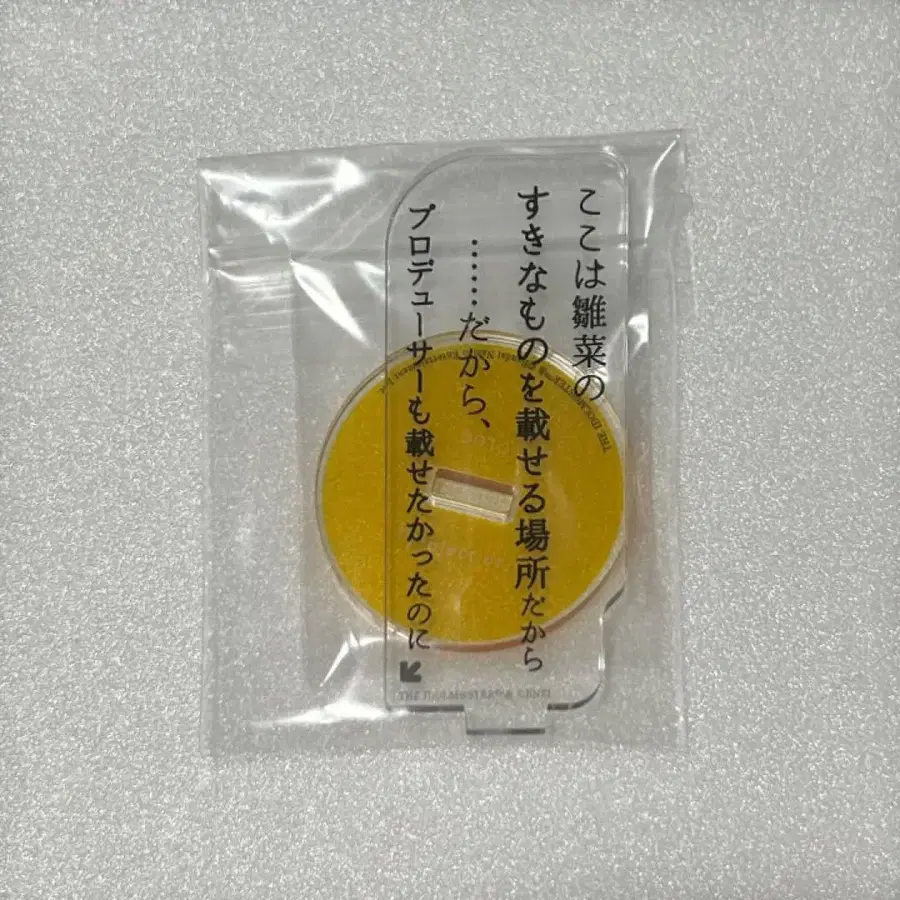 ここは雛菜の
すきなものを載せる場所だから
……だから、
プロデューサーも載せたかったのに